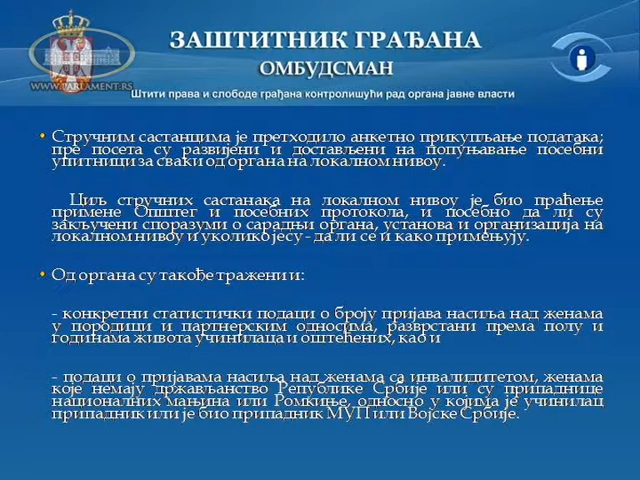 ЗАШТИТНИК ГРАЂАНА
ОМБУДСМАН
WWW.PARLAMENT.RS
Штити права и слободе грађана контролишући рад органа јавне власти
• Стручним састанцима је претходило анкетно прикупљање података;
пре посета су развијени и достављени на попуњавање посебни
упитници за сваки од органа на локалном нивоу.
Циљ стручних састанака на локалном нивоу је био праћење
примене Општег и посебних протокола, и посебно да ли су
закључени споразуми о сарадњи органа, установа и организација на
локалном нивоу и уколико јесу - да ли се и како примењују.
• Од органа су такође тражени и:
- конкретни статистички подаци о броју пријава насиља над женама
у породици и партнерским односима, разврстани према полу и
годинама живота учинилаца и оштећених, као и
- подаци о пријавама насиља над женама са инвалидитетом, женама
које немају држављанство Републике Србије или су припаднице
националних мањина или Ромкиње, односно у којима је учинилац
припадник или је био припадник МУП или Војске Србије.